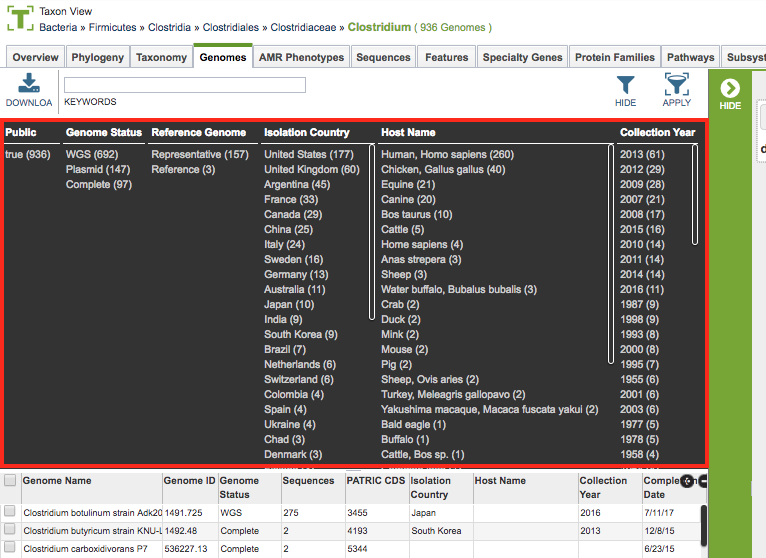 Taxon View
Bacteria » Firmicutes » Clostridia » Clostridiales » Clostridiaceae » Clostridium ( 936 Genomes )
Overview Phylogeny Taxonomy Genomes AMR Phenotypes Sequences Features Specialty Genes Protein Families Pathways Subsyst
DOWNLOA KEYWORDS HIDE APPLY HIDE
Public Genome Status Reference Genome Isolation Country Host Name Collection Year
true (936) WGS (692) Representative (157) United States (177) Human, Homo sapiens (260) 2013 (61)
Plasmid (147) Reference (3) United Kingdom (60) Chicken, Gallus gallus (40) 2012 (29)
Complete (97) Argentina (45) Equine (21) 2009 (28)
France (33) Canine (20) 2007 (21)
Canada (29) Bos taurus (10) 2008 (17)
China (25) Cattle (5) 2015 (16)
Italy (24) Home sapiens (4) 2010 (14)
Sweden (16) Anas strepera (3) 2011 (14)
Germany (13) Sheep (3) 2014 (14)
Australia (11) Water buffalo, Bubalus bubalis (3) 2016 (11)
Japan (10) Crab (2) 1987 (9)
India (9) Duck (2) 1998 (9)
South Korea (9) Mink (2) 1993 (8)
Brazil (7) Mouse (2) 2000 (8)
Netherlands (6) Pig (2) 1995 (7)
Switzerland (6) Sheep, Ovis aries (2) 1955 (6)
Colombia (4) Turkey, Meleagris gallopavo (2) 2001 (6)
Spain (4) Yakushima macaque, Macaca fuscata yakui (2) 2003 (6)
Ukraine (4) Bald eagle (1) 1977 (5)
Chad (3) Buffalo (1) 1978 (5)
Denmark (3) Cattle, Bos sp. (1) 1958 (4)
Genome Name Genome ID Genome Status Sequences PATRIC CDS Isolation Country Host Name Collection Year Date
Clostridium botulinum strain Adk20 1491.725 WGS 275 3455 Japan 2016 7/11/17
Clostridium butyricum strain KNU-L 1492.48 Complete 2 4193 South Korea 2013 12/8/15
Clostridium carboxidivorans P7 536227.13 Complete 2 5344 6/23/15